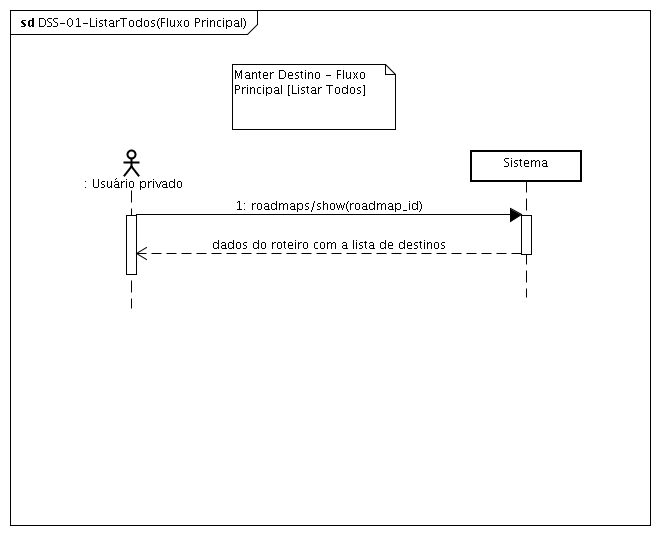 sd DSS-01-ListarTodos(Fluxo Principal)
Manter Destino - Fluxo
Principal [Listar Todos]
: Usuário privado
Sistema
1: roadmaps/show(roadmap_id)
dados do roteiro com a lista de destinos